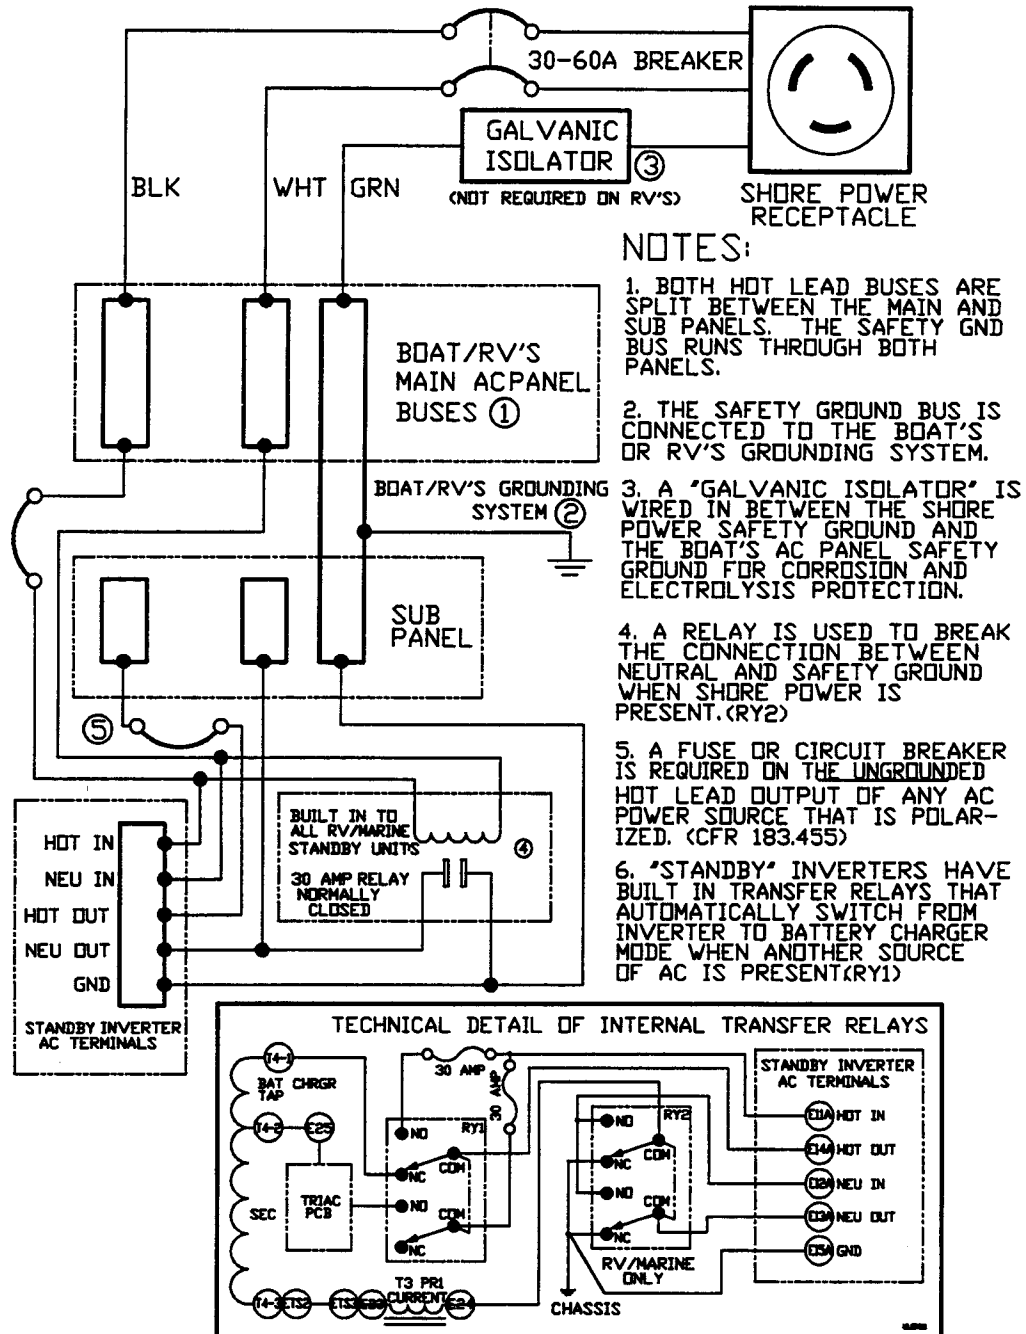 30-60A BREAKER
GALVANIC
ISOLATOR ③
(NOT REQUIRED ON RV'S)
SHORE POWER
RECEPTACLE
BLK
WHT
GRN
BOAT/RV'S
MAIN ACPANEL
BUSES ①
BOAT/RV'S GROUNDING
SYSTEM ②
SUB
PANEL
⑤
NOTES:
1. BOTH HOT LEAD BUSES ARE
SPLIT BETWEEN THE MAIN AND
SUB PANELS. THE SAFETY GND
BUS RUNS THROUGH BOTH
PANELS.
2. THE SAFETY GROUND BUS IS
CONNECTED TO THE BOAT'S
OR RV'S GROUNDING SYSTEM.
3. A "GALVANIC ISOLATOR" IS
WIRED IN BETWEEN THE SHORE
POWER SAFETY GROUND AND
THE BOAT'S AC PANEL SAFETY
GROUND FOR CORROSION AND
ELECTROLYSIS PROTECTION.
4. A RELAY IS USED TO BREAK
THE CONNECTION BETWEEN
NEUTRAL AND SAFETY GROUND
WHEN SHORE POWER IS
PRESENT.(RY2)
5. A FUSE OR CIRCUIT BREAKER
IS REQUIRED ON THE UNGROUNDED
HOT LEAD OUTPUT OF ANY AC
POWER SOURCE THAT IS POLAR-
IZED. (CFR 183.455)
6. "STANDBY" INVERTERS HAVE
BUILT IN TRANSFER RELAYS THAT
AUTOMATICALLY SWITCH FROM
INVERTER TO BATTERY CHARGER
MODE WHEN ANOTHER SOURCE
OF AC IS PRESENT(RY1)
BUILT IN TO
ALL RV/MARINE
STANDBY UNITS
④
30 AMP RELAY
NORMALLY
CLOSED
HOT IN
NEU IN
HOT OUT
NEU OUT
GND
STANDBY INVERTER
AC TERMINALS
TECHNICAL DETAIL OF INTERNAL TRANSFER RELAYS
T4-1
BAT CHRGR
TAP
T4-2
E25
TRIAC
PCB
SEC
T4-3
ETS2
T3 PRI
CURRENT
E24
30 AMP
30 AMP
RY1
NO
COM
NC
NO
COM
NC
RY2
NO
COM
NC
NO
COM
NC
RV/MARINE
ONLY
CHASSIS
STANDBY INVERTER
AC TERMINALS
E11A HOT IN
E14A HOT OUT
E12A NEU IN
E13A NEU OUT
E15A GND